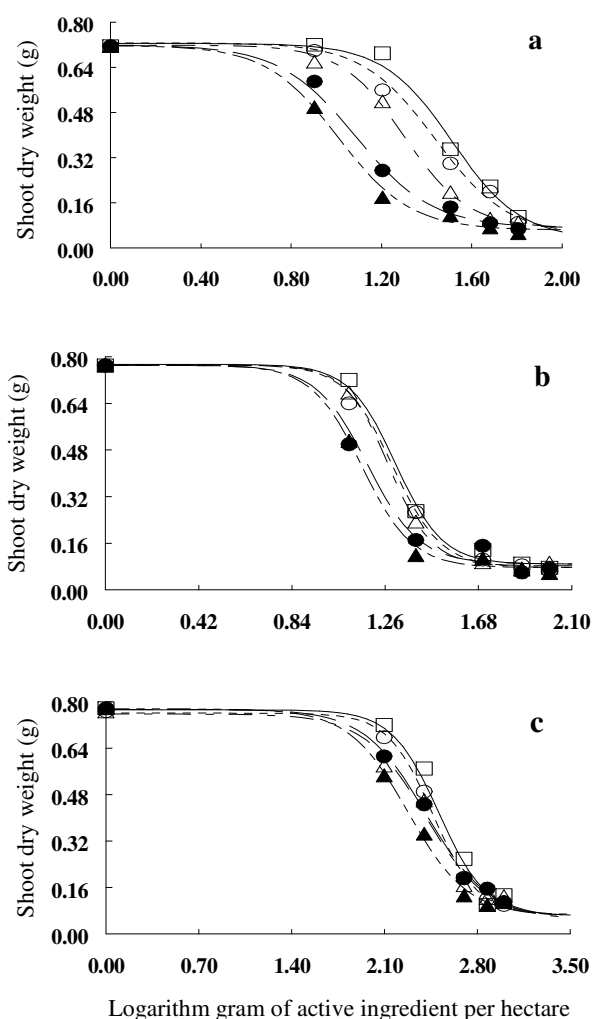 a
Shoot dry weight (g)
0.80
0.64
0.48
0.32
0.16
0.00
0.00 0.40 0.80 1.20 1.60 2.00
b
Shoot dry weight (g)
0.80
0.64
0.48
0.32
0.16
0.00
0.00 0.42 0.84 1.26 1.68 2.10
c
Shoot dry weight (g)
0.80
0.64
0.48
0.32
0.16
0.00
0.00 0.70 1.40 2.10 2.80 3.50
Logarithm gram of active ingredient per hectare